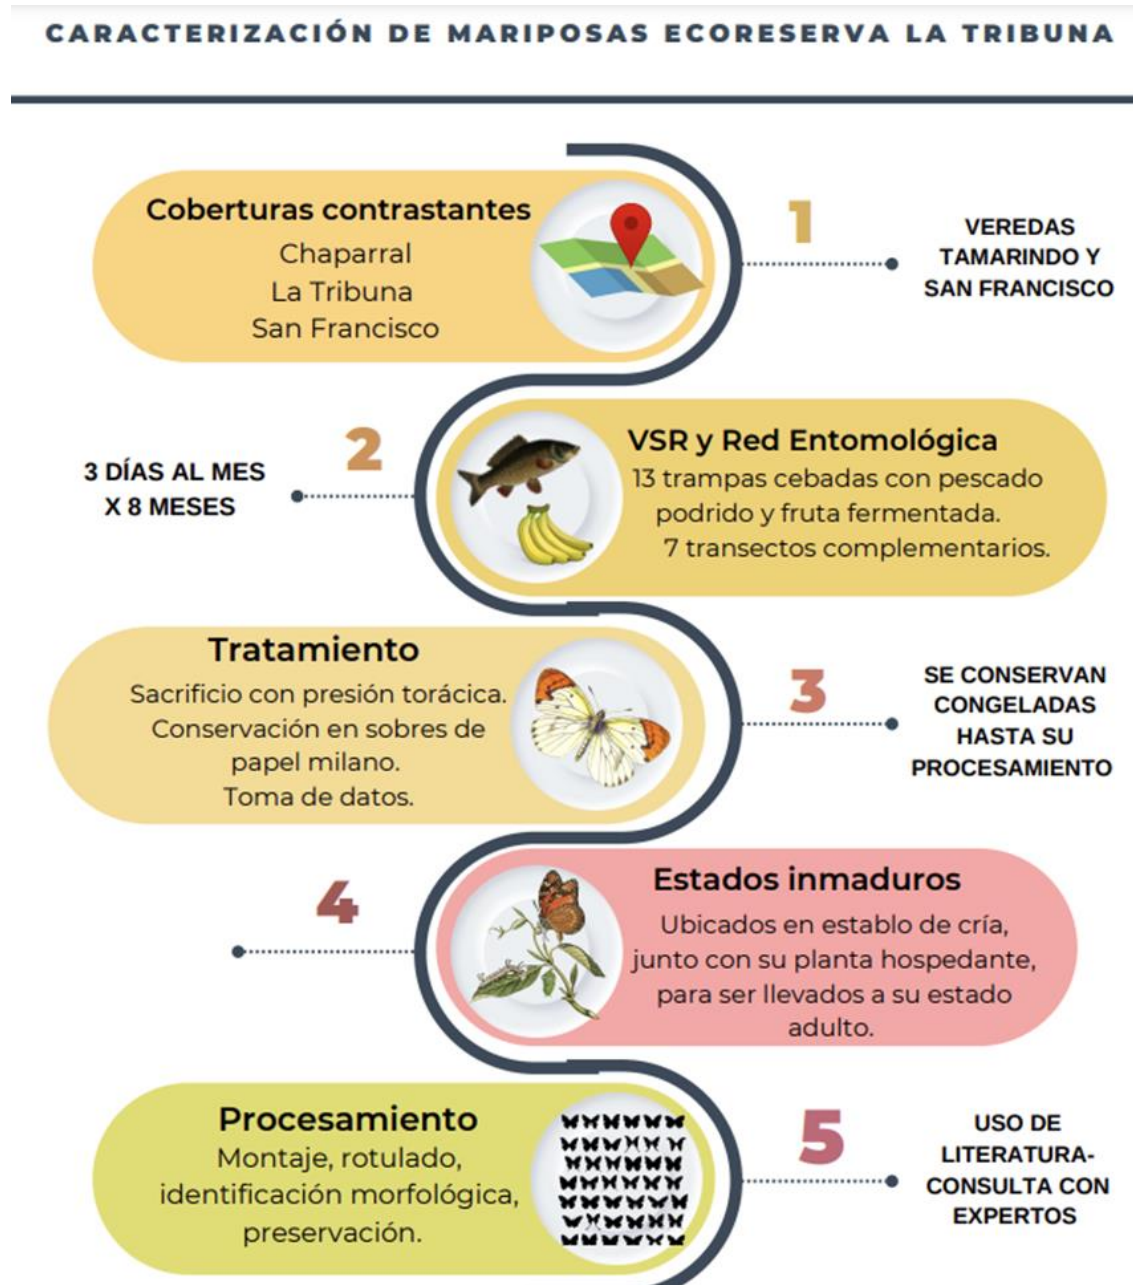 CARACTERIZACIÓN DE MARIPOSAS ECORESERVA LA TRIBUNA
Coberturas contrastantes
Chaparral
La Tribuna
San Francisco
1
VEREDAS
TAMARINDO Y
SAN FRANCISCO
2
3 DÍAS AL MES
X 8 MESES
VSR y Red Entomológica
13 trampas cebadas con pescado
podrido y fruta fermentada.
7 transectos complementarios.
Tratamiento
Sacrificio con presión torácica.
Conservación en sobres de
papel milano.
Toma de datos.
3
SE CONSERVAN
CONGELADAS
HASTA SU
PROCESAMIENTO
4
Estados inmaduros
Ubicados en establo de cría,
junto con su planta hospedante,
para ser llevados a su estado
adulto.
Procesamiento
Montaje, rotulado,
identificación morfológica,
preservación.
5
USO DE
LITERATURA-
CONSULTA CON
EXPERTOS